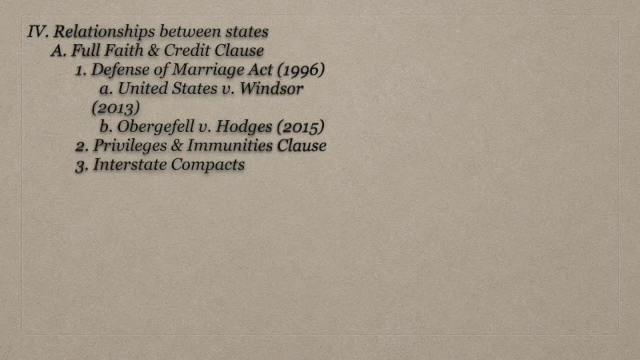 IV. Relationships between states
A. Full Faith & Credit Clause
1. Defense of Marriage Act (1996)
a. United States v. Windsor
(2013)
b. Obergefell v. Hodges (2015)
2. Privileges & Immunities Clause
3. Interstate Compacts